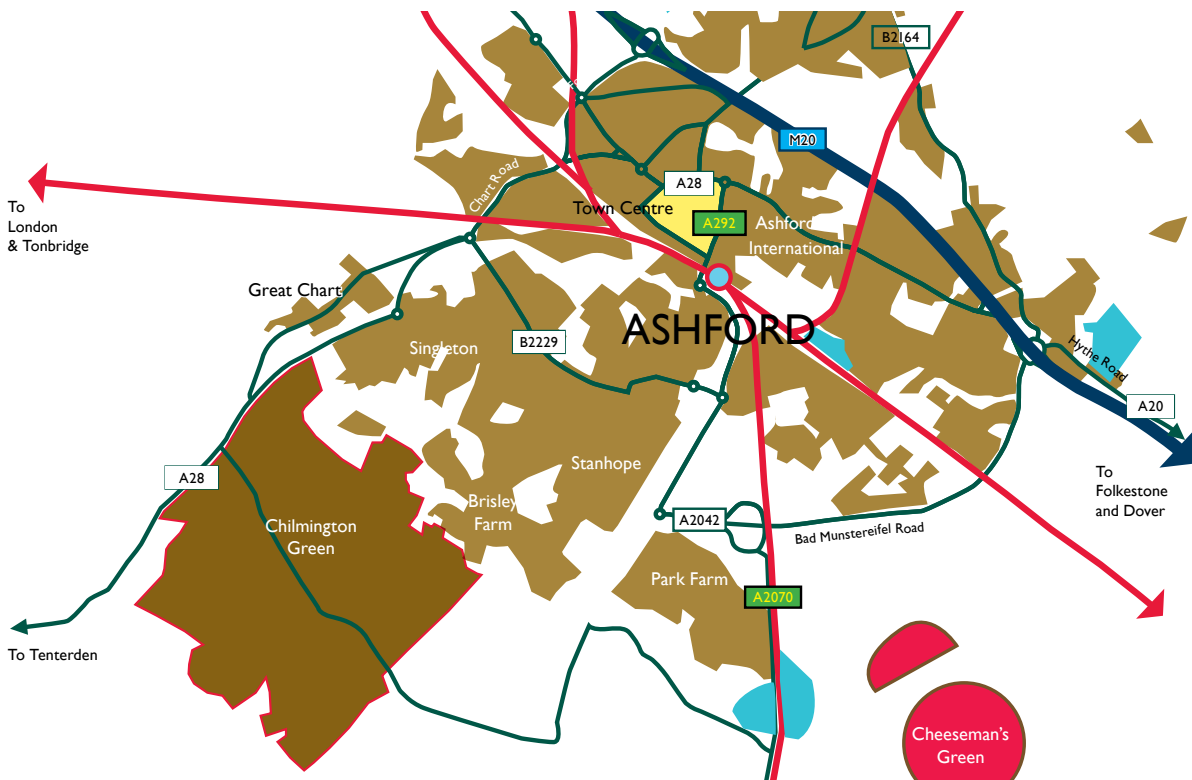 B2164
M20
Chart Road
A28
To
London
& Tonbridge
Town Centre
A292
Ashford
International
Great Chart
ASHFORD
Singleton
B2229
Hythe Road
A20
Stanhope
A28
To
Folkestone
and Dover
Brisley
Farm
A2042
Chilmington
Green
Bad Munstereifel Road
Park Farm
A2070
To Tenterden
Cheeseman's
Green